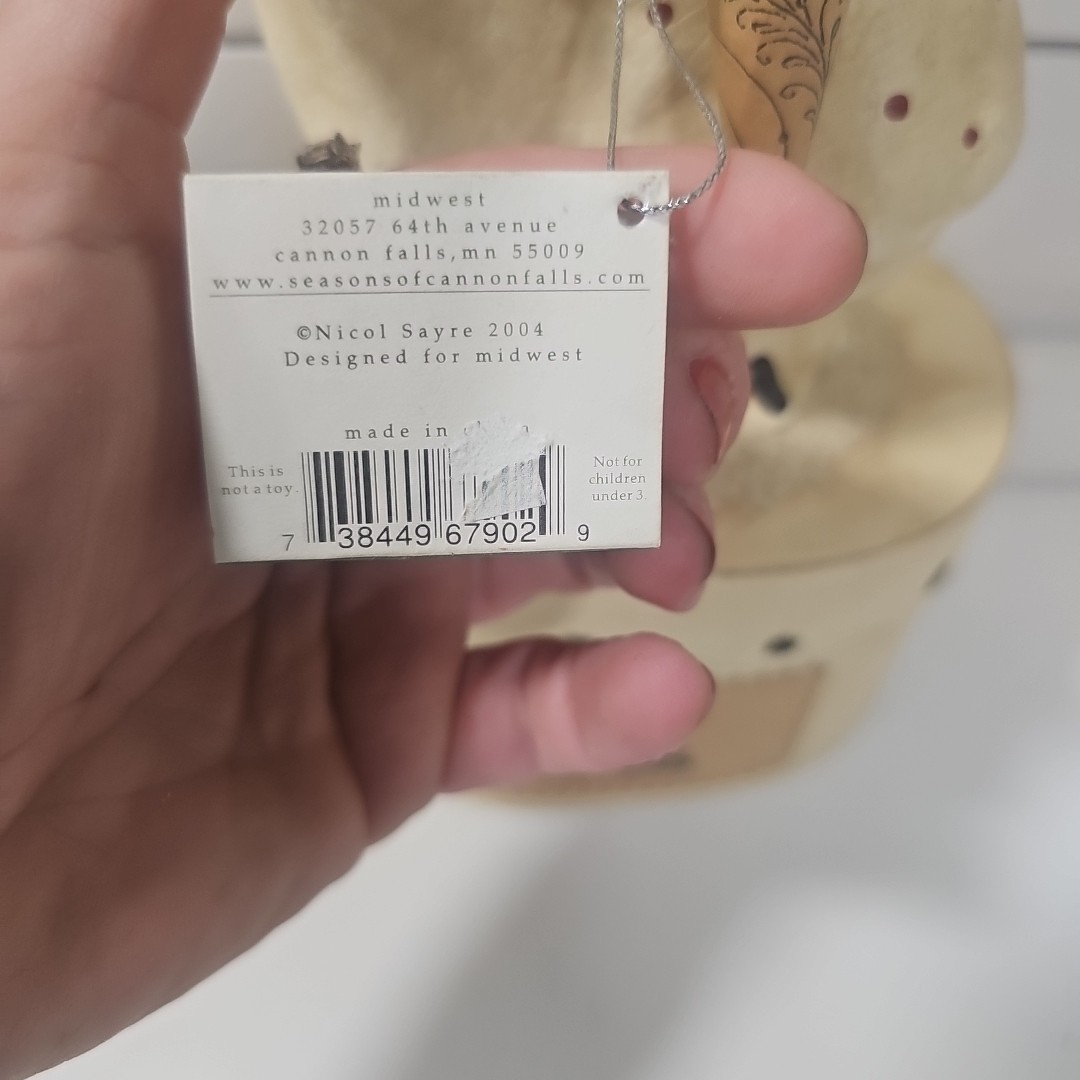 midwest
32057 64th avenue
cannon falls,mn 55009
www.seasonsofcannonfalls.com
©Nicol Sayre 2004
Designed for midwest
made in
This is
not a toy.
Not for
children
under 3.
7 38449 67902 9